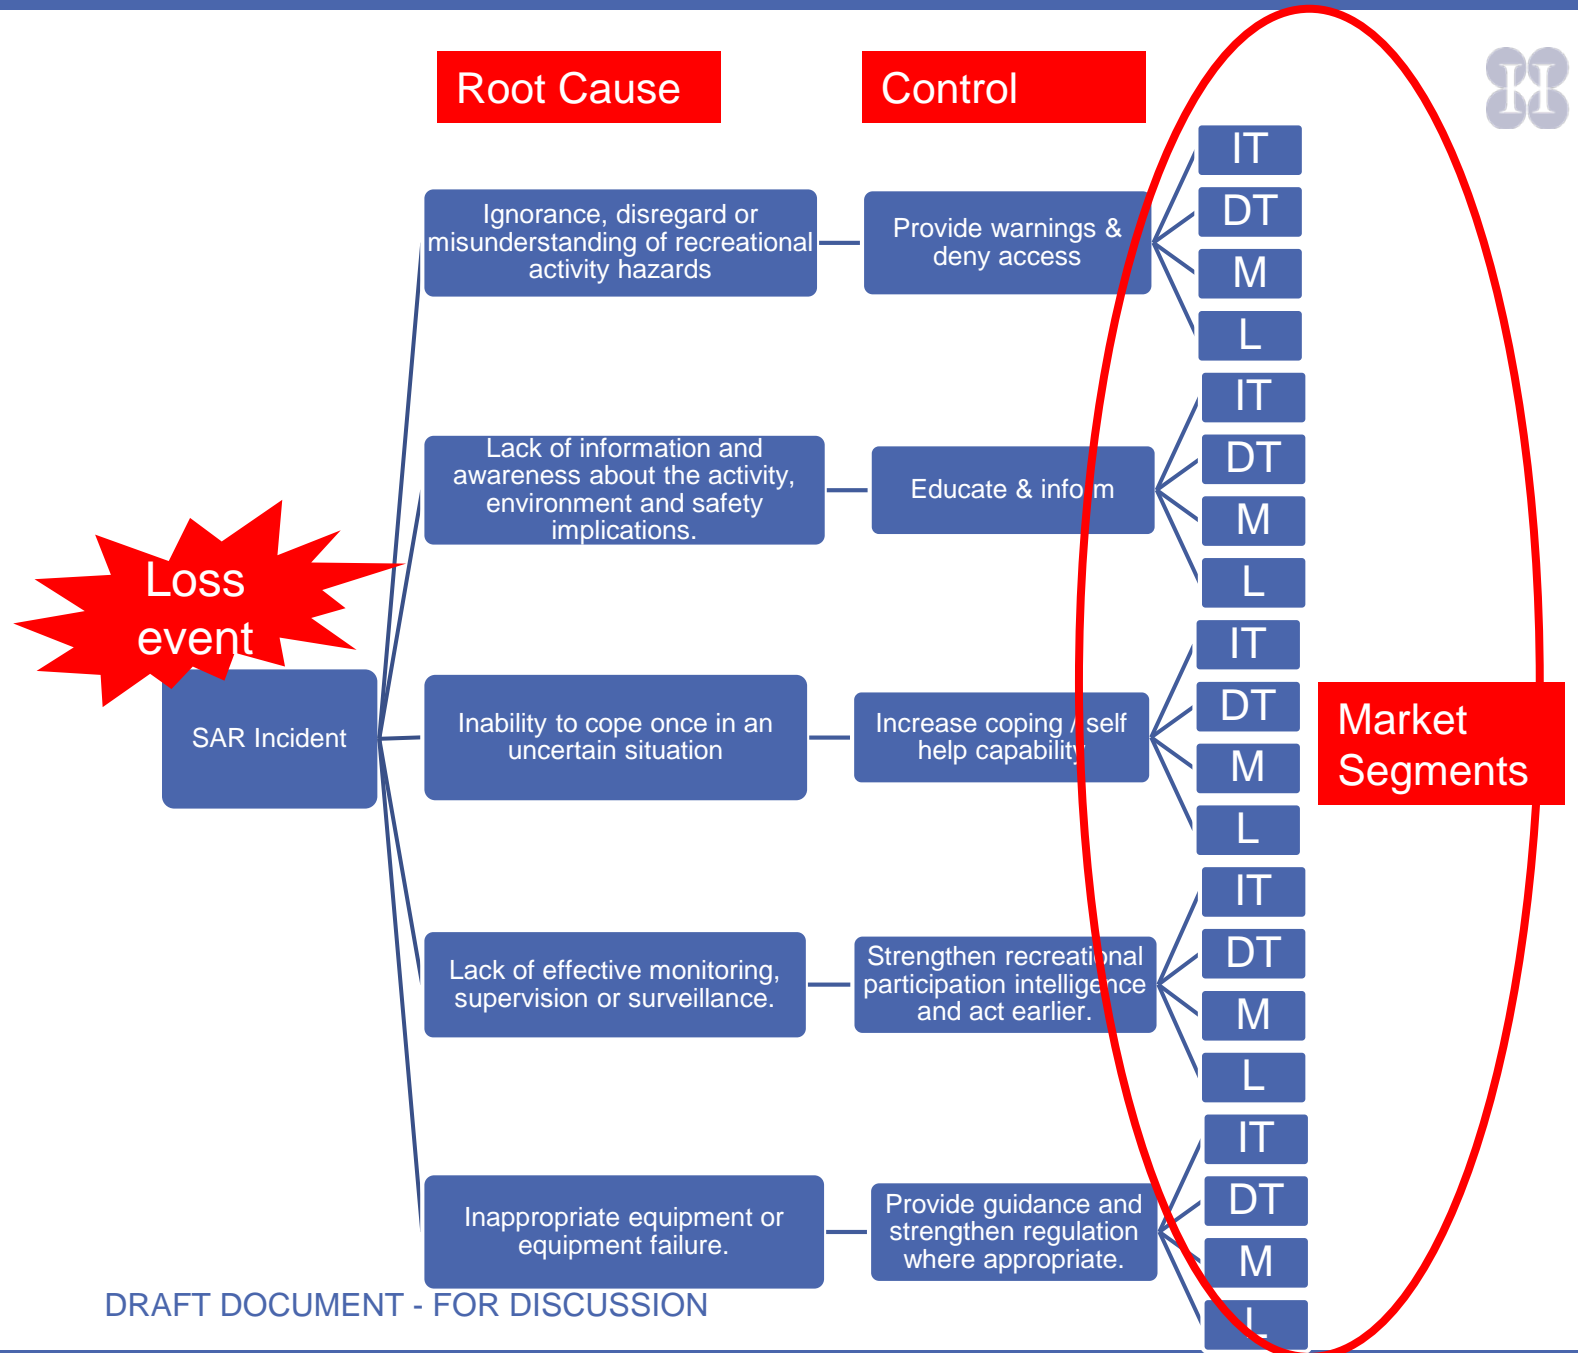 Root Cause
Control
Ignorance, disregard or
misunderstanding of recreational
activity hazards
Provide warnings &
deny access
IT
DT
M
L
Lack of information and
awareness about the activity,
environment and safety
implications.
Educate & inform
IT
DT
M
L
Loss
event
SAR Incident
Inability to cope once in an
uncertain situation
Increase coping / self
help capability
IT
DT
M
L
Market
Segments
Lack of effective monitoring,
supervision or surveillance.
Strengthen recreational
participation intelligence
and act earlier.
IT
DT
M
L
Inappropriate equipment or
equipment failure.
Provide guidance and
strengthen regulation
where appropriate.
IT
DT
M
L
DRAFT DOCUMENT - FOR DISCUSSION